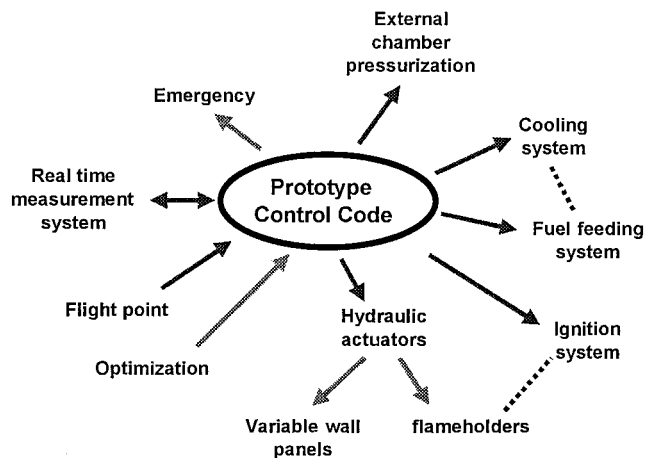 External
chamber
pressurization
Emergency
Cooling
system
Real time
measurement
system
Prototype
Control Code
Fuel feeding
system
Flight point
Hydraulic
actuators
Ignition
system
Optimization
Variable wall
panels
flameholders